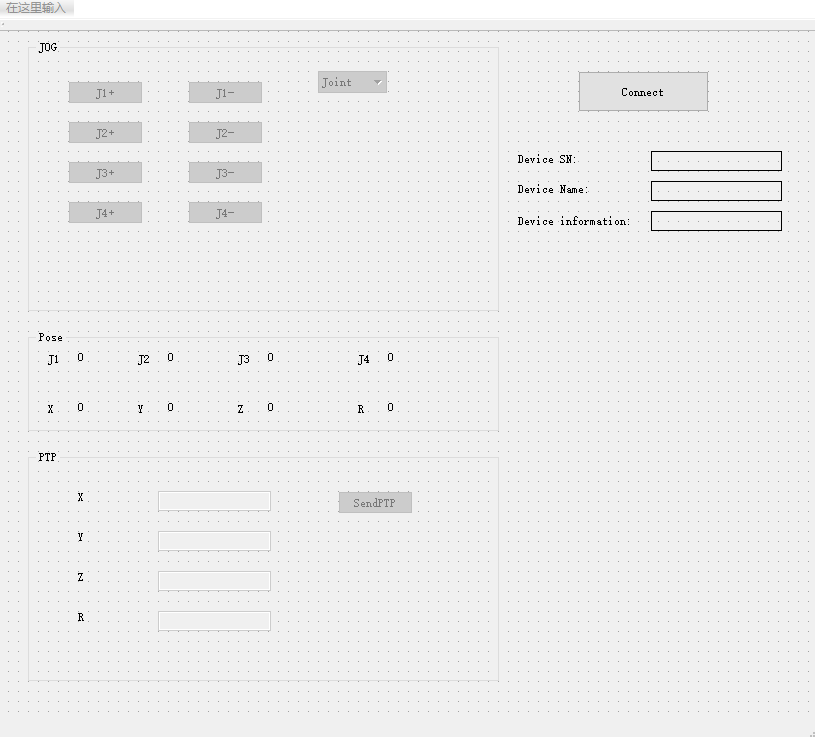 在这里输入
JOG
J1+ J1- Joint
J2+ J2-
J3+ J3-
J4+ J4-
Connect
Device SN:
Device Name:
Device information:
Pose
J1 0 J2 0 J3 0 J4 0
X 0 Y 0 Z 0 R 0
PTP
X SendPTP
Y
Z
R